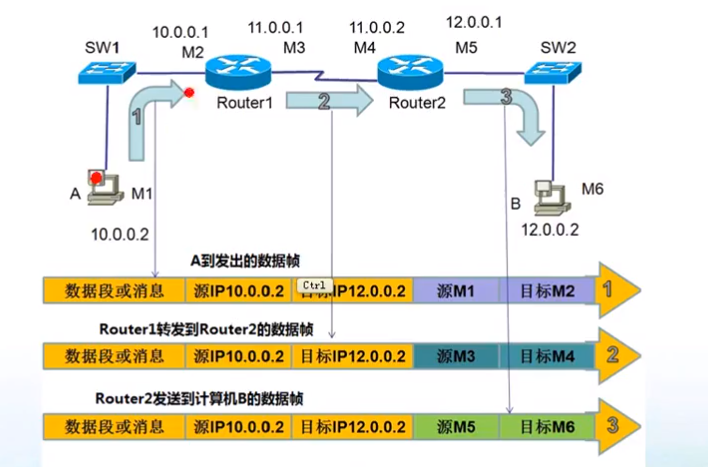 10.0.0.1
11.0.0.1
11.0.0.2
12.0.0.1
SW1
M2
M3
M4
M5
SW2
Router1
Router2
1
2
3
A
M1
B
M6
10.0.0.2
12.0.0.2
A到发出的数据帧
数据段或消息 源IP10.0.0.2 IP12.0.0.2 源M1 目标M2 1
Ctrl
Router1转发到Router2的数据帧
数据段或消息 源IP10.0.0.2 目标IP12.0.0.2 源M3 目标M4 2
Router2发送到计算机B的数据帧
数据段或消息 源IP10.0.0.2 目标IP12.0.0.2 源M5 目标M6 3